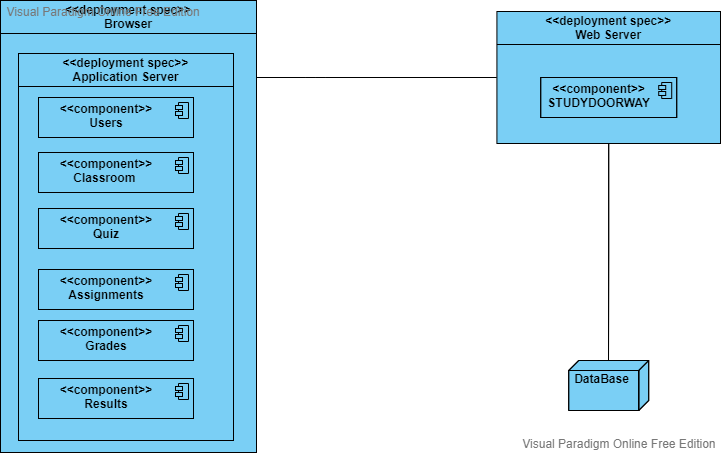 Visual Paradigm Online Free Edition
<<deployment spec>>
Browser
<<deployment spec>>
Application Server
<<component>>
Users
<<component>>
Classroom
<<component>>
Quiz
<<component>>
Assignments
<<component>>
Grades
<<component>>
Results
<<deployment spec>>
Web Server
<<component>>
STUDYDOORWAY
DataBase
Visual Paradigm Online Free Edition